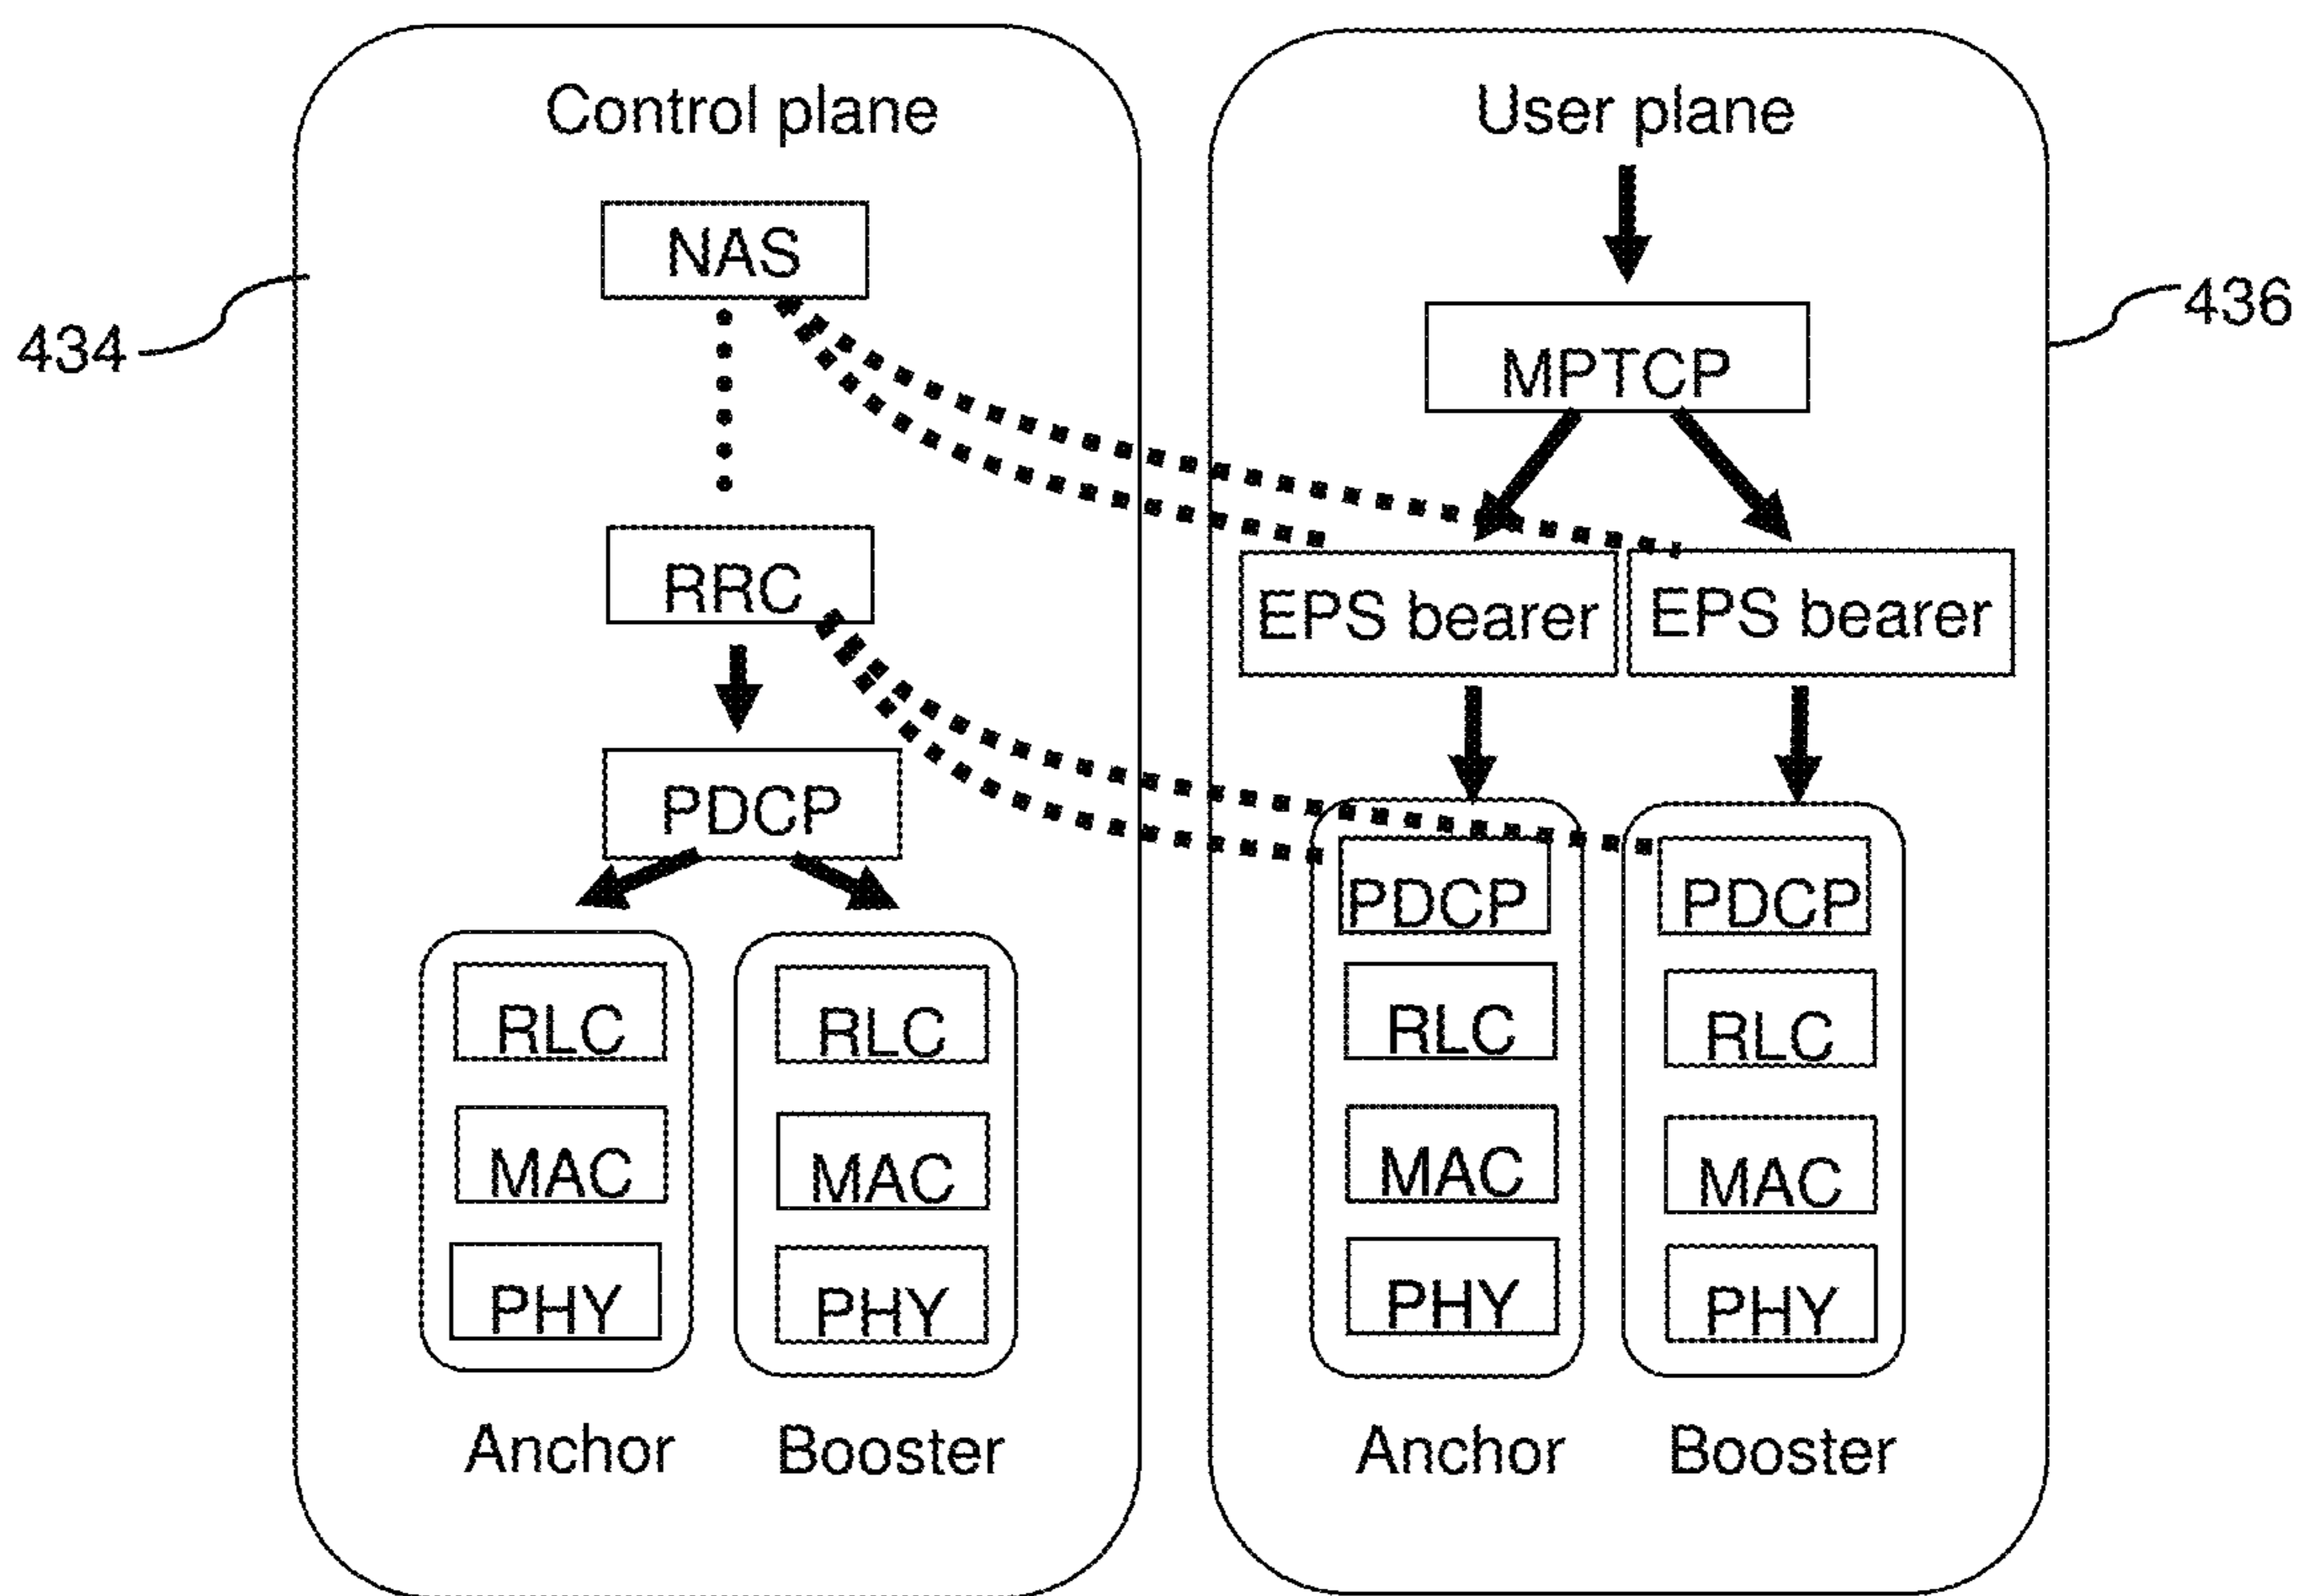 Control plane
NAS
434
RRC
PDCP
RLC
RLC
MAC
MAC
PHY
PHY
Anchor
Booster
User plane
436
MPTCP
EPS bearer
EPS bearer
PDCP
PDCP
RLC
RLC
MAC
MAC
PHY
PHY
Anchor
Booster